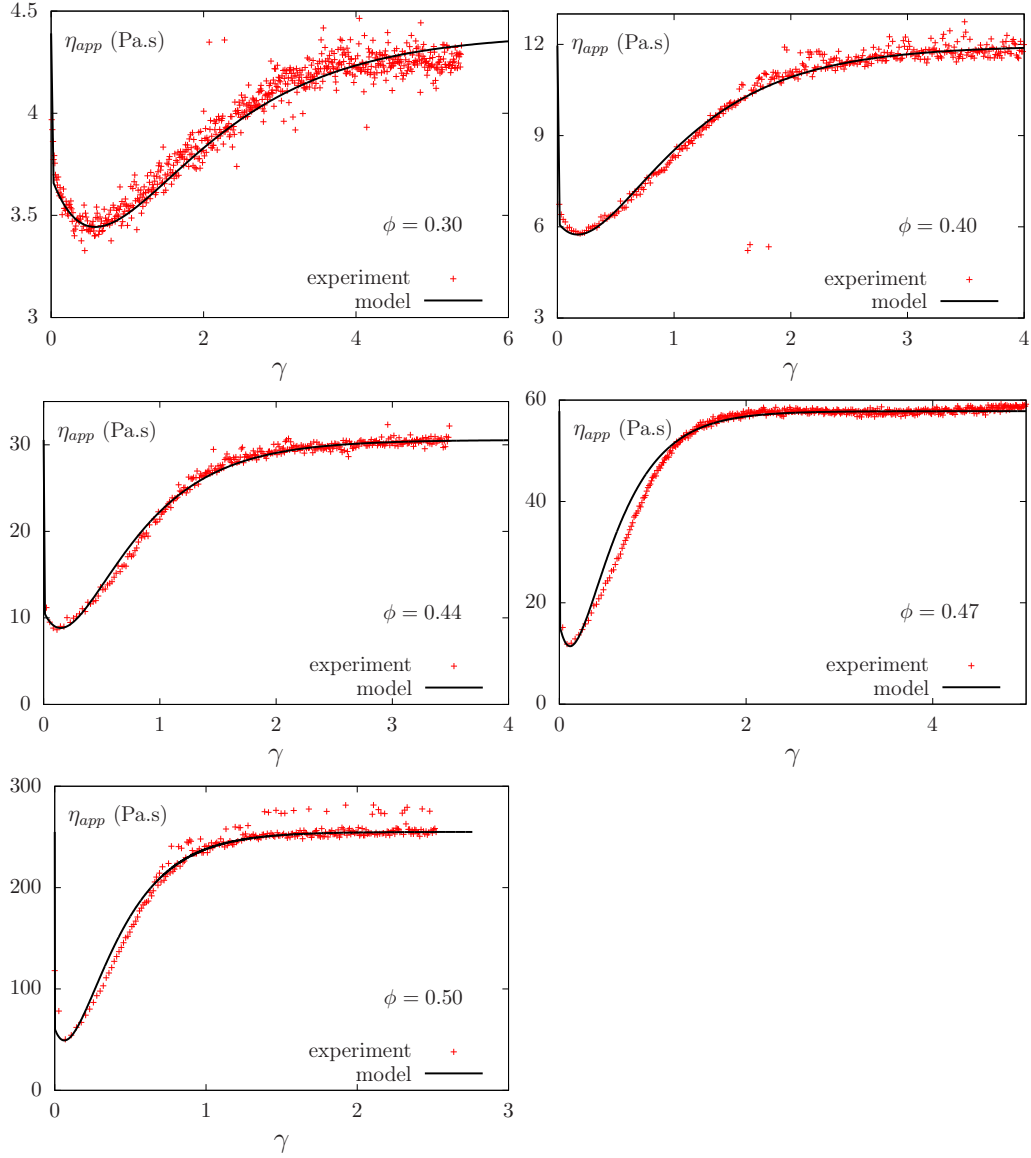 4.5
η_app (Pa.s)
4
3.5
ϕ = 0.30
experiment
model
3
0 2 4 6
γ
12
η_app (Pa.s)
9
6
ϕ = 0.40
experiment
model
3
0 1 2 3 4
γ
η_app (Pa.s)
30
20
10
ϕ = 0.44
experiment
model
0
0 1 2 3 4
γ
60
η_app (Pa.s)
40
20
ϕ = 0.47
experiment
model
0
0 2 4
γ
300
η_app (Pa.s)
200
100
ϕ = 0.50
experiment
model
0
0 1 2 3
γ